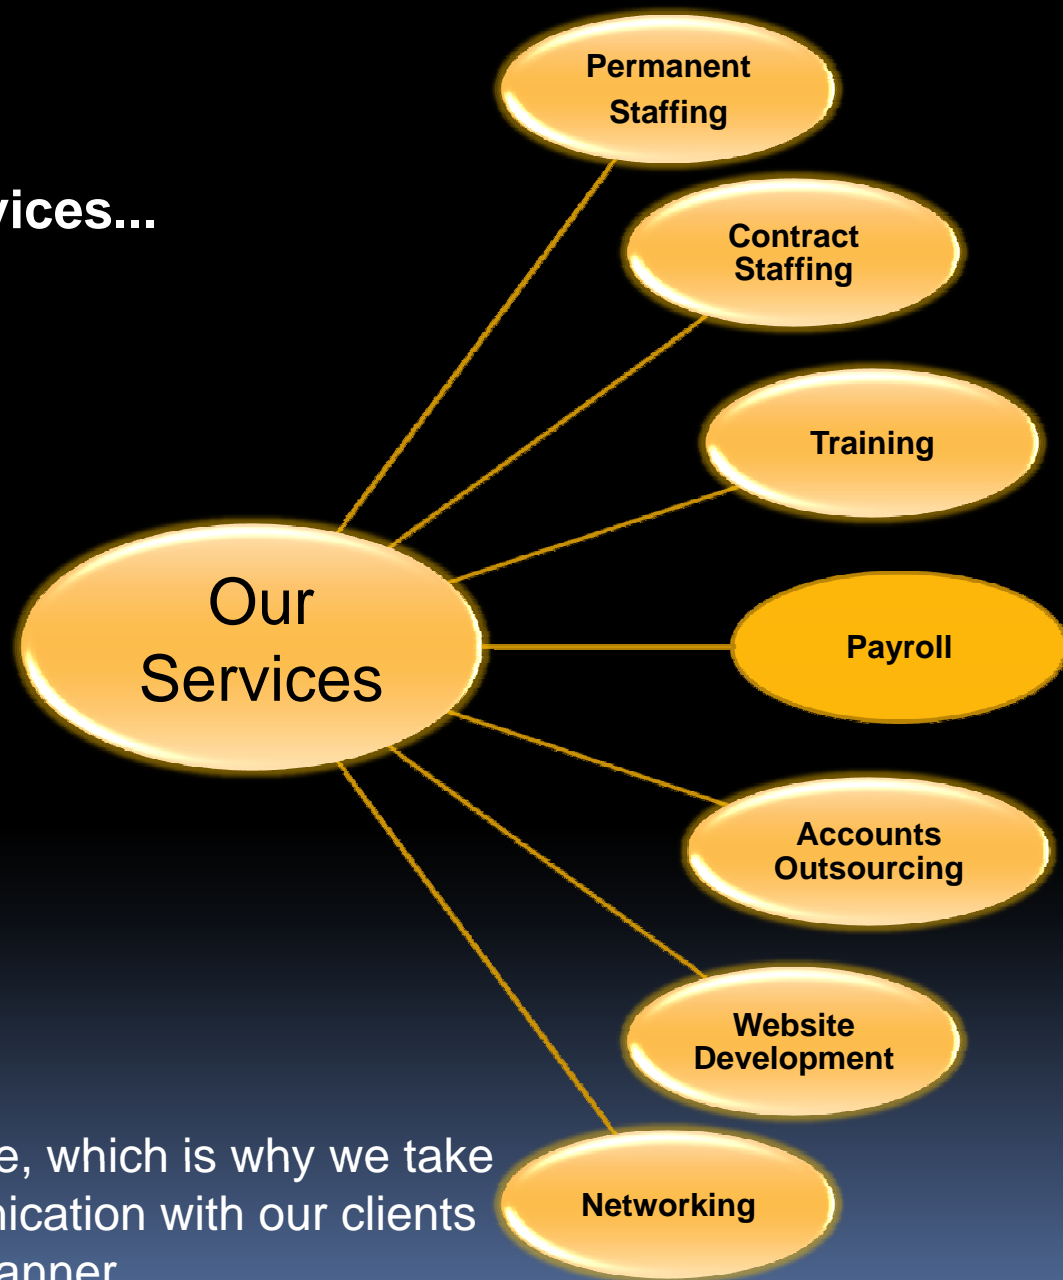 vices...
Permanent
Staffing
Contract
Staffing
Training
Our
Services
Payroll
Accounts
Outsourcing
Website
Development
Networking
e, which is why we take
nication with our clients
anner